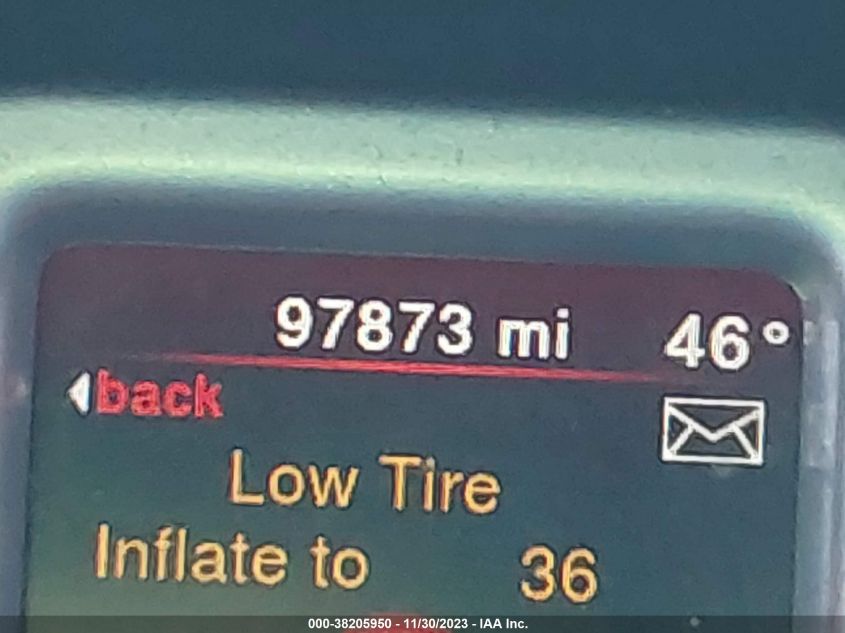 97873 mi 46°
back
Low Tire
Inflate to 36
000-38205950 - 11/30/2023 - IAA Inc.